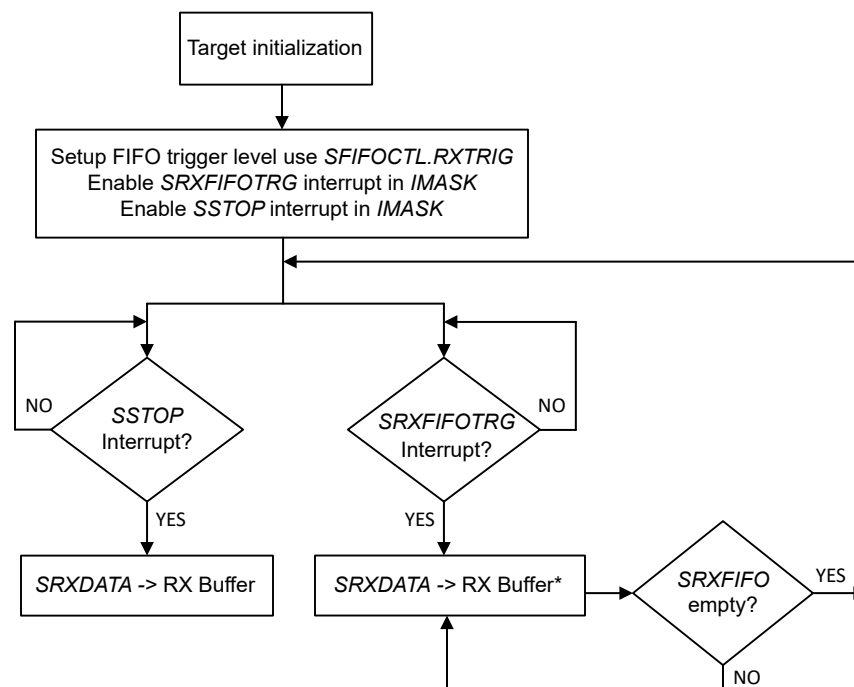 Target initialization
Setup FIFO trigger level use SFIFOCTL.RXTRIG
Enable SRXFIFOTRG interrupt in IMASK
Enable SSTOP interrupt in IMASK
NO
SSTOP
Interrupt?
YES
SRXDATA -> RX Buffer
SRXFIFOTRG
Interrupt?
NO
YES
SRXDATA -> RX Buffer*
SRXFIFO
empty?
YES
NO